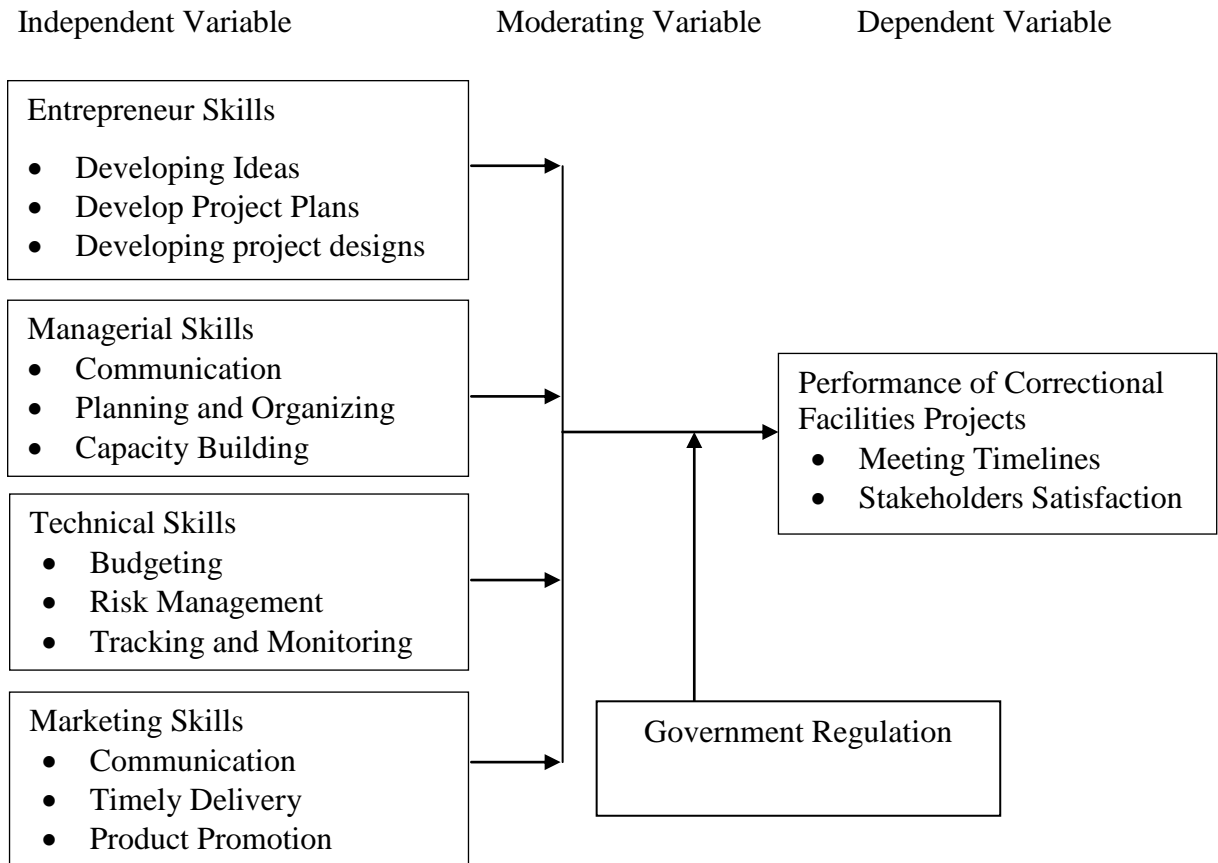 Independent Variable
Moderating Variable
Dependent Variable
Entrepreneur Skills
• Developing Ideas
• Develop Project Plans
• Developing project designs
Managerial Skills
• Communication
• Planning and Organizing
• Capacity Building
Technical Skills
• Budgeting
• Risk Management
• Tracking and Monitoring
Marketing Skills
• Communication
• Timely Delivery
• Product Promotion
Government Regulation
Performance of Correctional
Facilities Projects
• Meeting Timelines
• Stakeholders Satisfaction